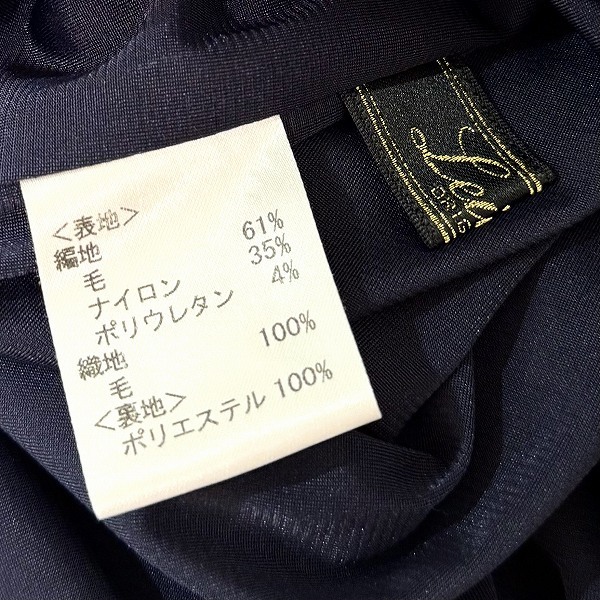 <表地>
編地
毛 61%
ナイロン 35%
ポリウレタン 4%
織地
毛 100%
<裏地>
ポリエステル 100%